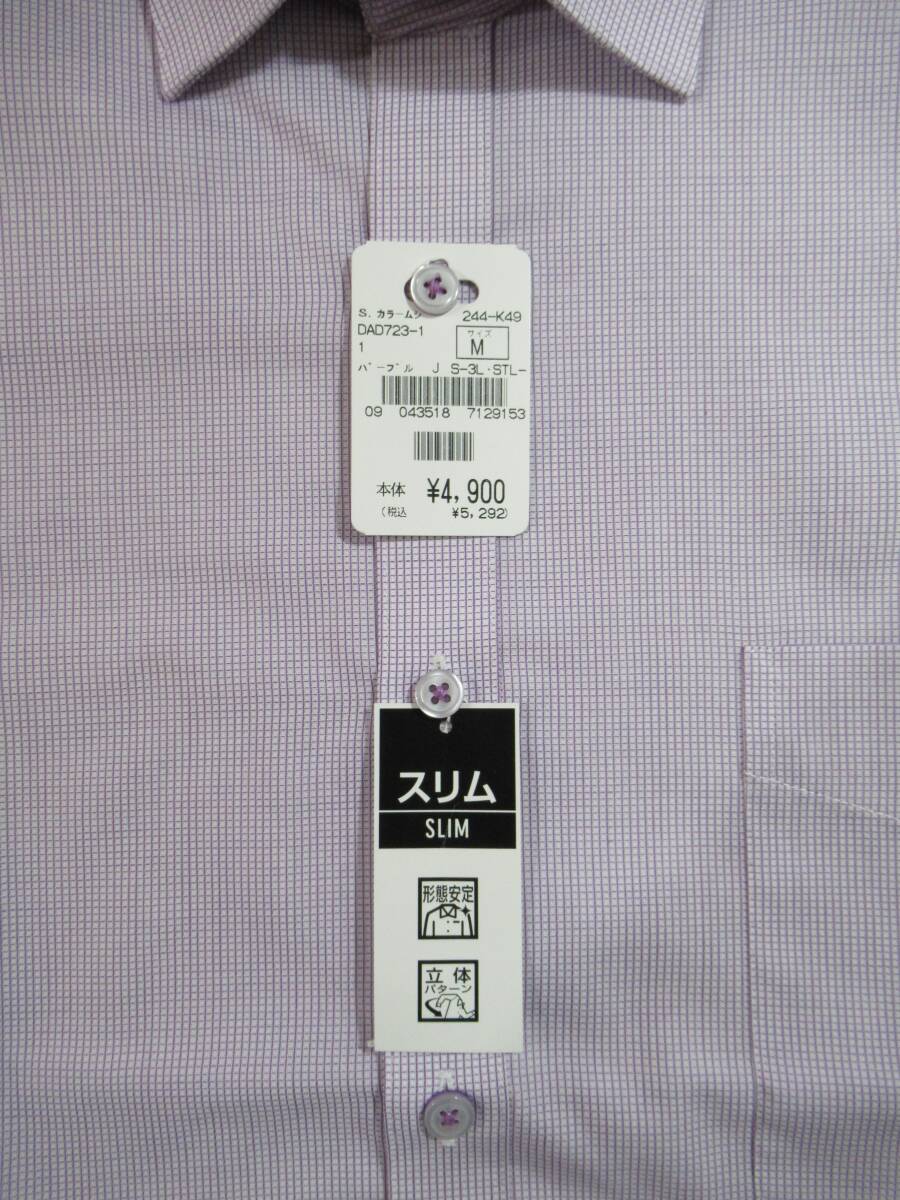 S. カラームジ 244-K49
DAD723-1 サイズ
1 M
パープル J S-3L・STL-
09 043518 7129153
本体 ¥4,900
(税込 ¥5,292)
スリム
SLIM
形態安定
立体
パターン